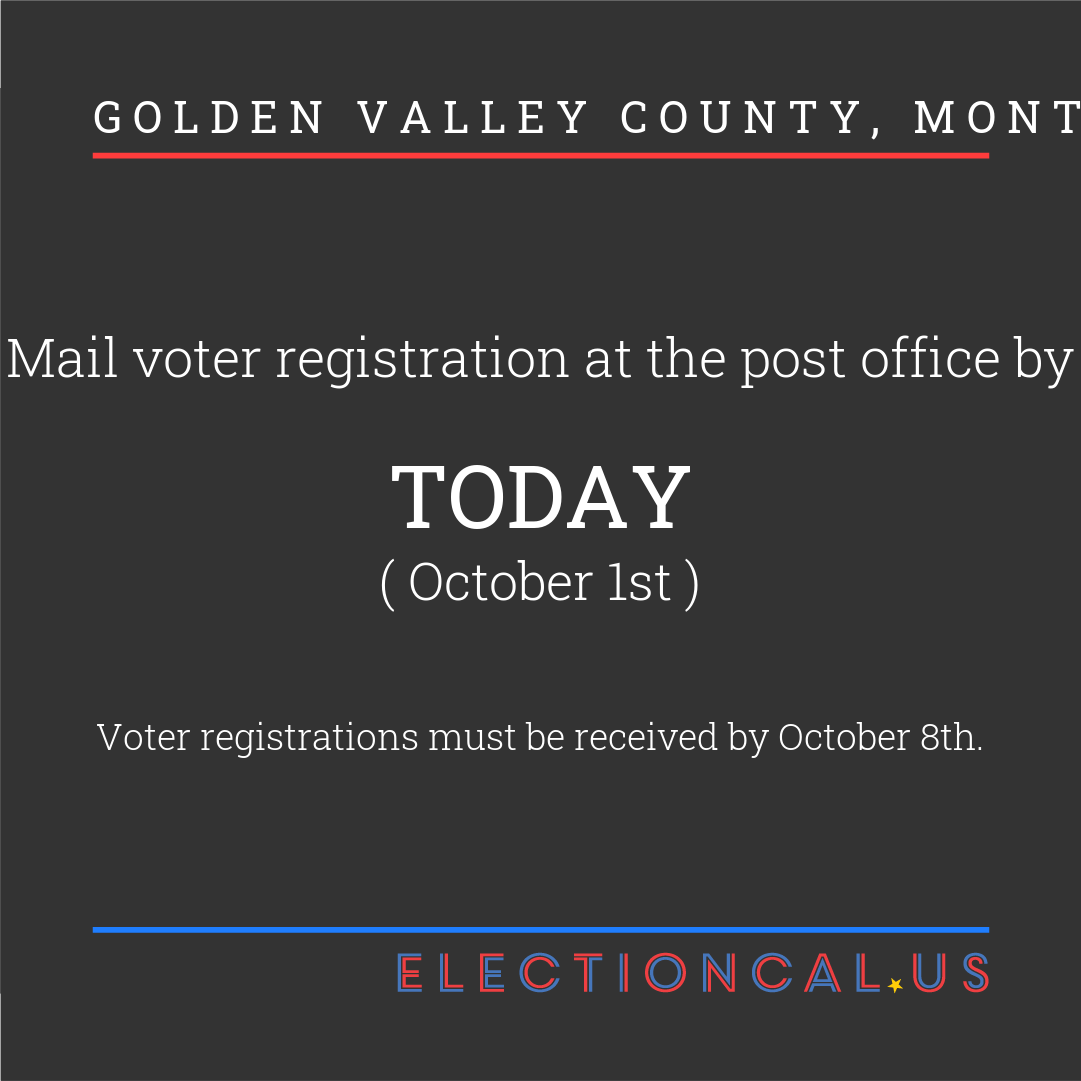 GOLDEN VALLEY COUNTY, MONT
Mail voter registration at the post office by
TODAY
( October 1st )
Voter registrations must be received by October 8th.
ELECTIONCAL.US